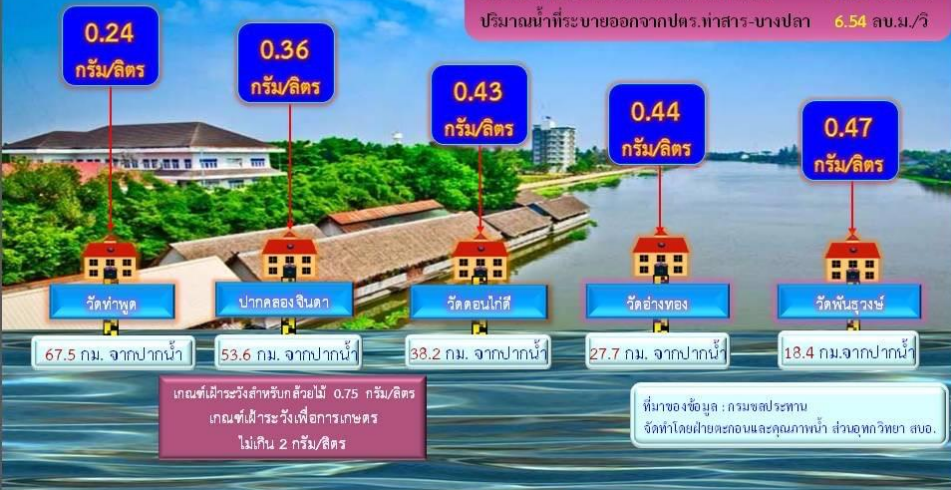 ปริมาณน้ำที่ระบายออกจากปตร.ท่าสาร-บางปลา 6.54 ลบ.ม./วิ
0.24
กรัม/ลิตร
0.36
กรัม/ลิตร
0.43
กรัม/ลิตร
0.44
กรัม/ลิตร
0.47
กรัม/ลิตร
วัดท่าพูด
ปากคลองจินดา
วัดดอนไก่ดี
วัดอ่างทอง
วัดพันธุวงษ์
67.5 กม. จากปากน้ำ
53.6 กม. จากปากน้ำ
38.2 กม. จากปากน้ำ
27.7 กม. จากปากน้ำ
18.4 กม.จากปากน้ำ
เกณฑ์เฝ้าระวังสำหรับกล้วยไม้ 0.75 กรัม/ลิตร
เกณฑ์เฝ้าระวังเพื่อการเกษตร
ไม่เกิน 2 กรัม/ลิตร
ที่มาของข้อมูล : กรมชลประทาน
จัดทำโดยฝ่ายตะกอนและคุณภาพน้ำ ส่วนอุทกวิทยา สบอ.